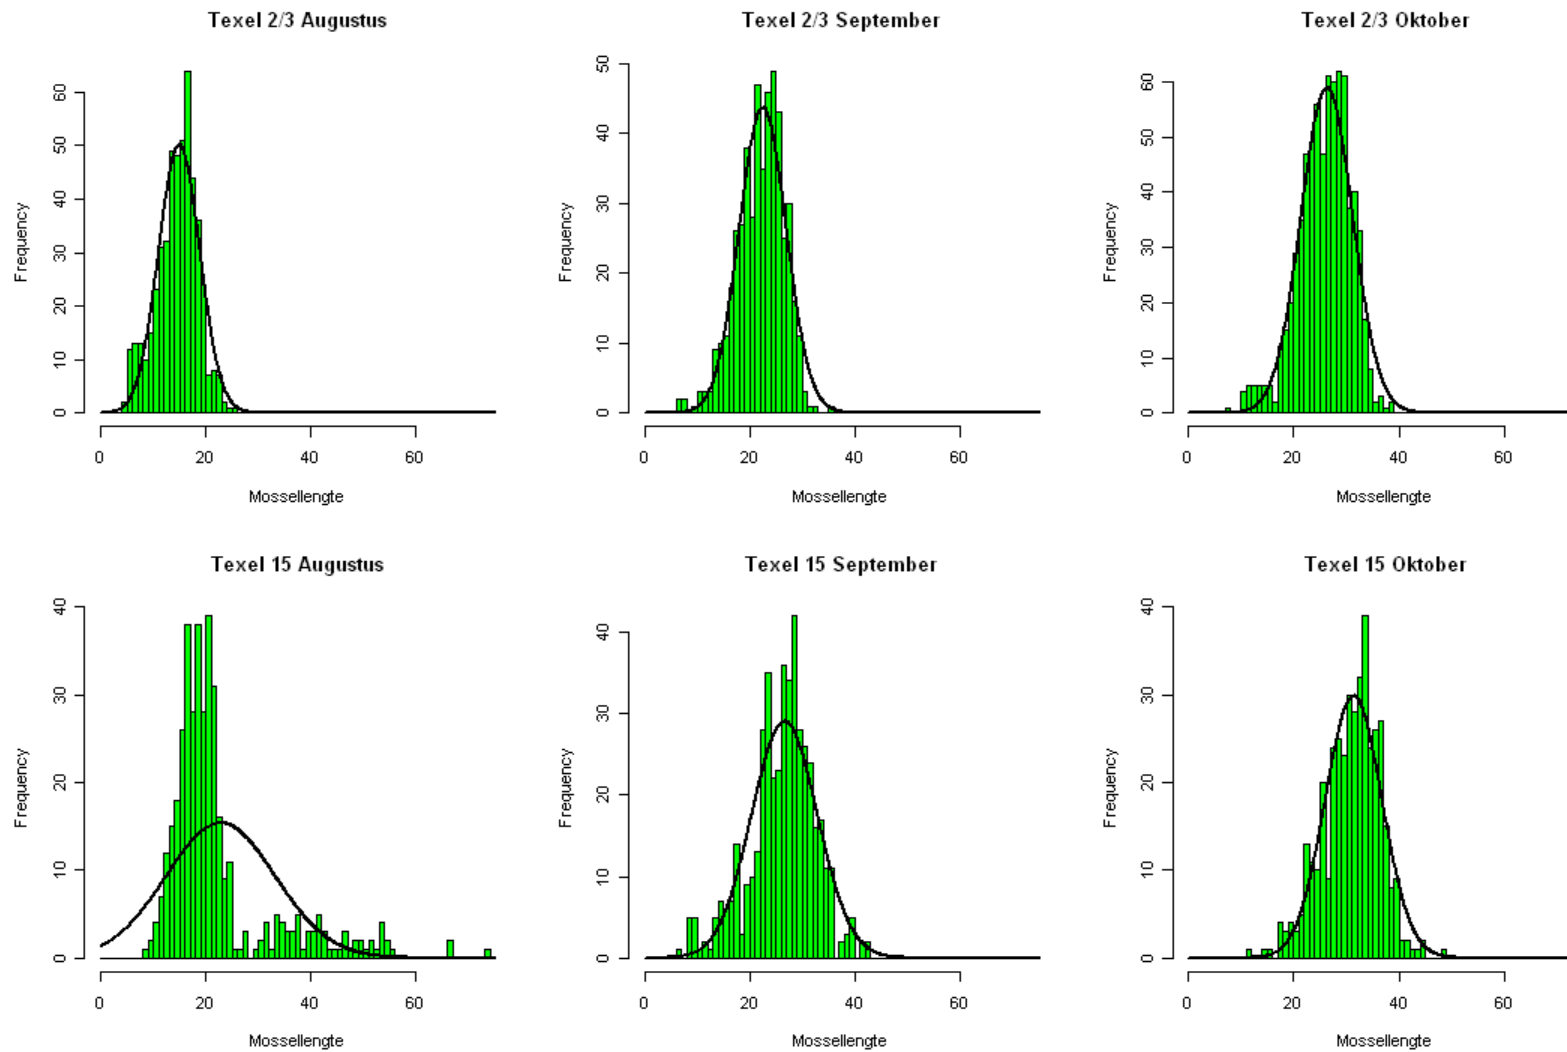 Texel 2/3 Augustus
Frequency
0 10 20 30 40 50 60
0 20 40 60
Mossellengte
Texel 2/3 September
Frequency
0 10 20 30 40 50
0 20 40 60
Mossellengte
Texel 2/3 Oktober
Frequency
0 10 20 30 40 50 60
0 20 40 60
Mossellengte
Texel 15 Augustus
Frequency
0 10 20 30 40
0 20 40 60
Mossellengte
Texel 15 September
Frequency
0 10 20 30 40
0 20 40 60
Mossellengte
Texel 15 Oktober
Frequency
0 10 20 30 40
0 20 40 60
Mossellengte